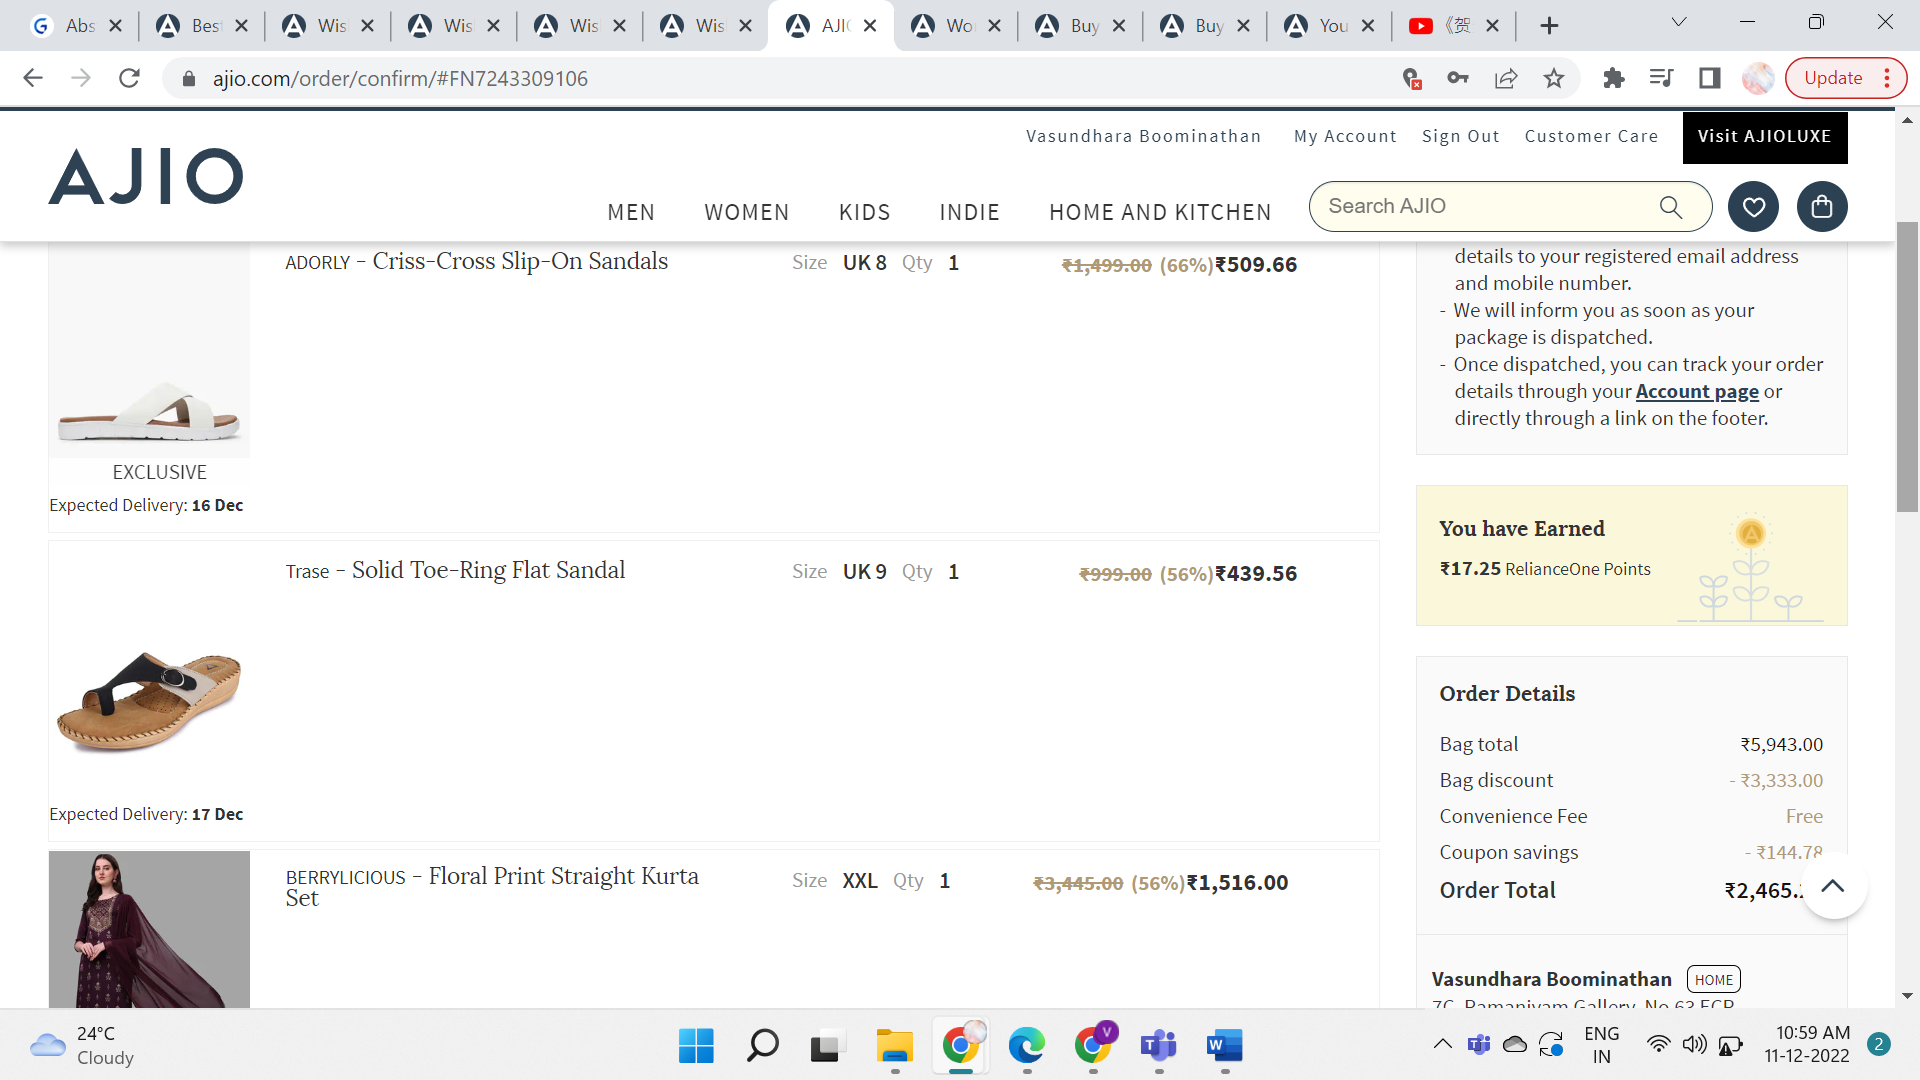 Abs
Best
Wis
Wis
Wis
Wis
AJI
Wo
Buy
Buy
You
《贺
ajio.com/order/confirm/#FN7243309106
Update
Vasundhara Boominathan
My Account
Sign Out
Customer Care
Visit AJIOLUXE
AJIO
MEN
WOMEN
KIDS
INDIE
HOME AND KITCHEN
Search AJIO
ADORLY - Criss-Cross Slip-On Sandals
Size UK 8 Qty 1
₹1,499.00 (66%)₹509.66
EXCLUSIVE
Expected Delivery: 16 Dec
Trase - Solid Toe-Ring Flat Sandal
Size UK 9 Qty 1
₹999.00 (56%)₹439.56
Expected Delivery: 17 Dec
BERRYLICIOUS - Floral Print Straight Kurta
Set
Size XXL Qty 1
₹3,445.00 (56%)₹1,516.00
details to your registered email address
and mobile number.
- We will inform you as soon as your
package is dispatched.
- Once dispatched, you can track your order
details through your Account page or
directly through a link on the footer.
You have Earned
₹17.25 RelianceOne Points
Order Details
Bag total ₹5,943.00
Bag discount - ₹3,333.00
Convenience Fee Free
Coupon savings - ₹144.78
Order Total ₹2,465.
Vasundhara Boominathan HOME
7C, Ramaniyam Gallery, No 63 ECR
24°C
Cloudy
V
ENG
IN
10:59 AM
11-12-2022
2